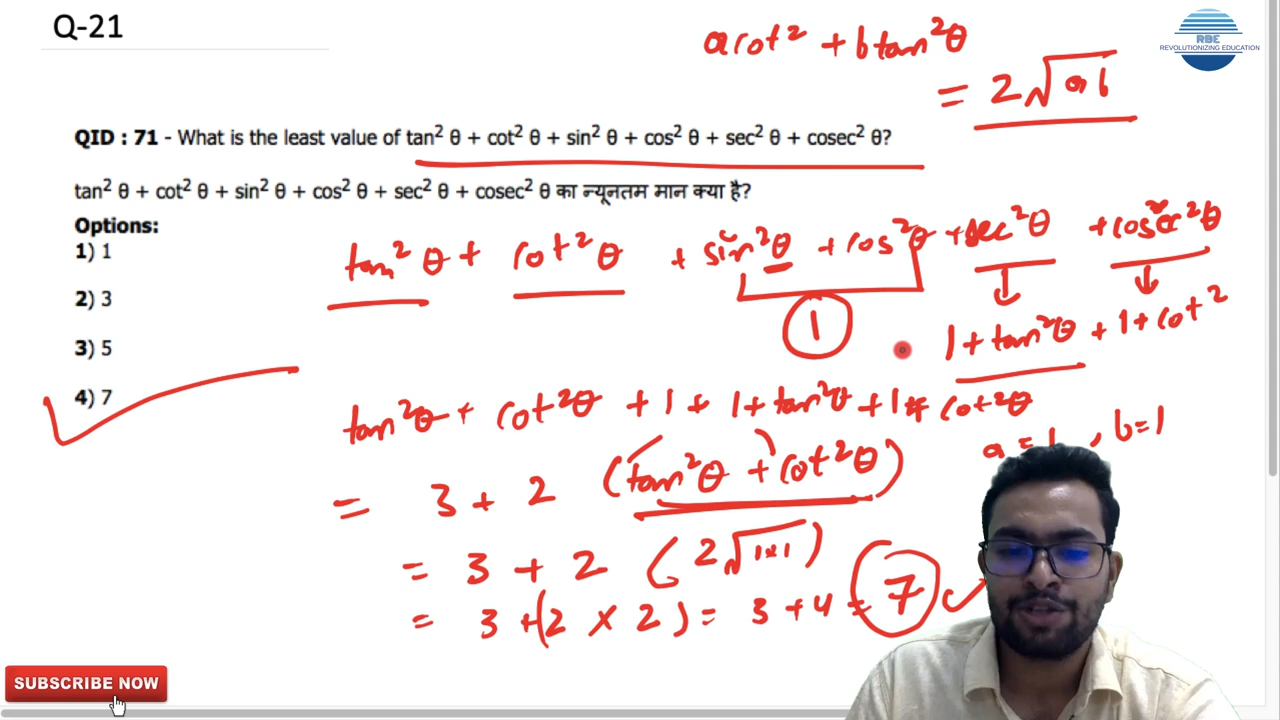 Q-21
a cot² + b tan²θ
= 2√ab
RBE
REVOLUTIONIZING EDUCATION
QID : 71 - What is the least value of tan² θ + cot² θ + sin² θ + cos² θ + sec² θ + cosec² θ?
tan² θ + cot² θ + sin² θ + cos² θ + sec² θ + cosec² θ का न्यूनतम मान क्या है?
Options:
1) 1
2) 3
3) 5
4) 7
tan²θ + cot²θ + sin²θ + cos²θ + sec²θ + cosec²θ
1
1 + tan²θ + 1 + cot²
tan²θ + cot²θ + 1 + 1 + tan²θ + 1 + cot²θ
a = 1, b = 1
= 3 + 2 (tan²θ + cot²θ)
= 3 + 2 (2√1×1)
= 3 + (2 × 2) = 3 + 4 = 7
SUBSCRIBE NOW